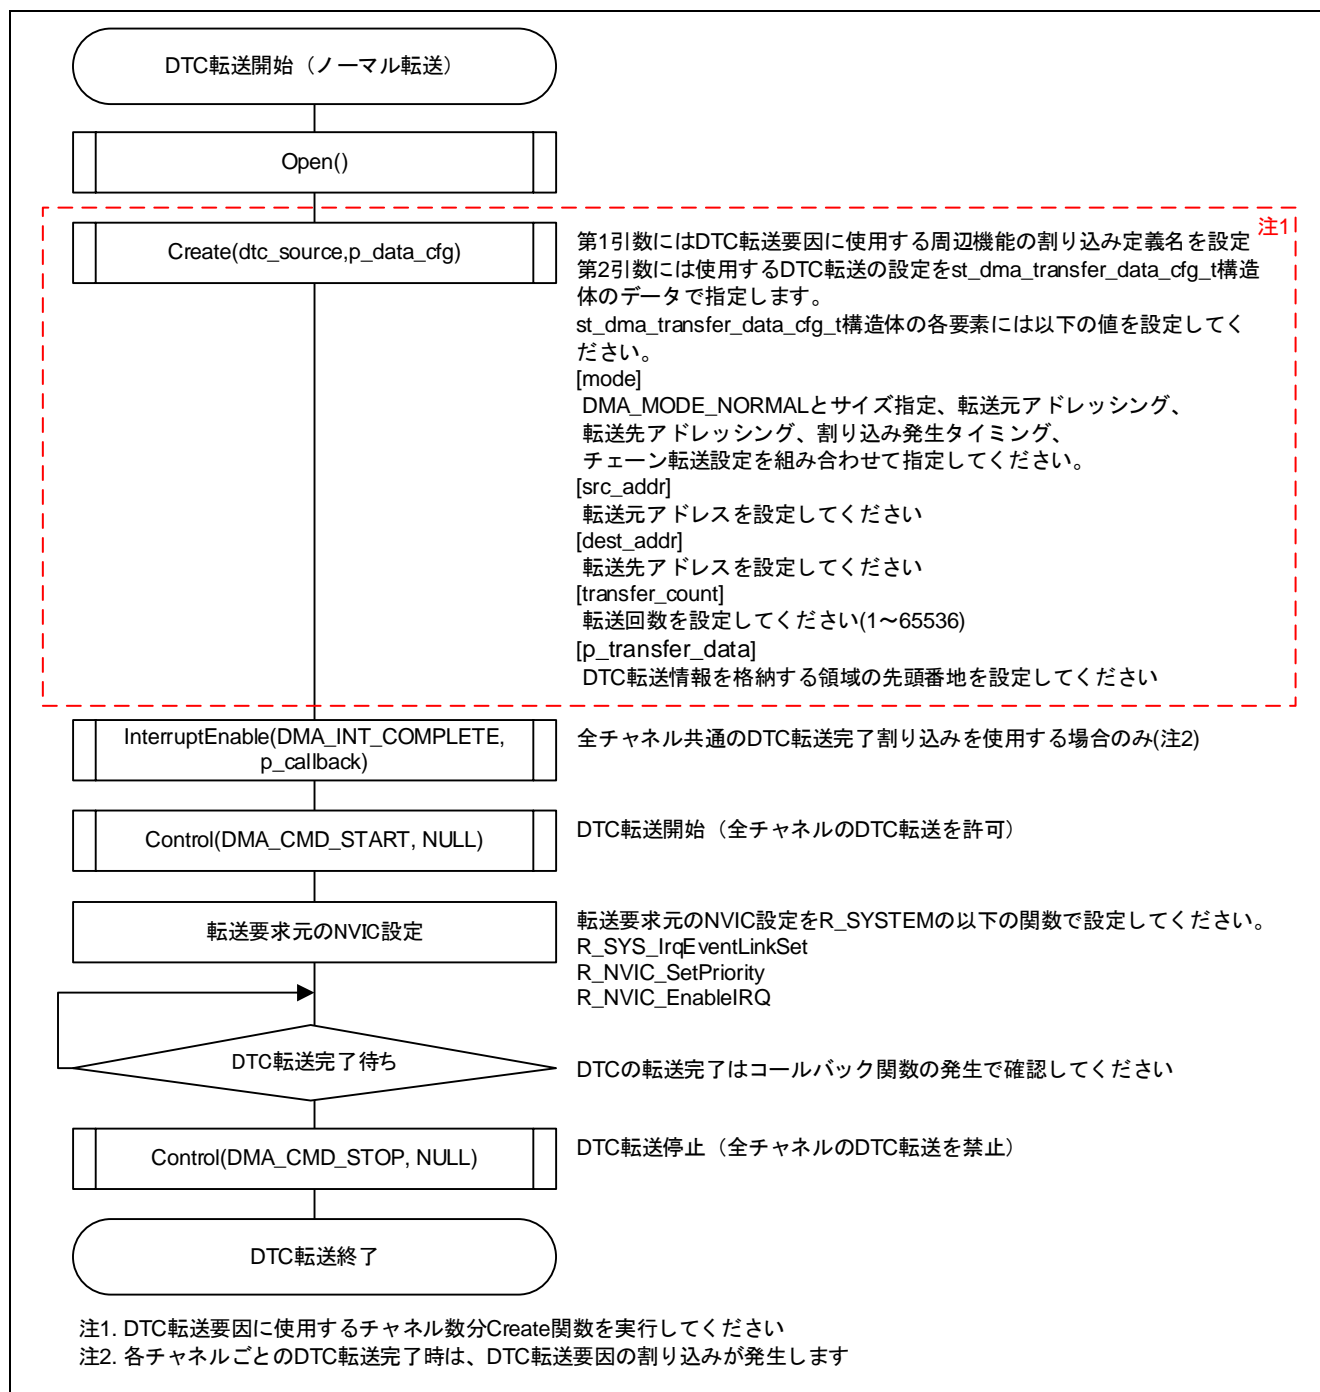 DTC転送開始（ノーマル転送）
Open()
注1
Create(dtc_source,p_data_cfg)
第1引数にはDTC転送要因に使用する周辺機能の割り込み定義名を設定
第2引数には使用するDTC転送の設定をst_dma_transfer_data_cfg_t構造
体のデータで指定します。
st_dma_transfer_data_cfg_t構造体の各要素には以下の値を設定してく
ださい。
[mode]
DMA_MODE_NORMALとサイズ指定、転送元アドレッシング、
転送先アドレッシング、割り込み発生タイミング、
チェーン転送設定を組み合わせて指定してください。
[src_addr]
転送元アドレスを設定してください
[dest_addr]
転送先アドレスを設定してください
[transfer_count]
転送回数を設定してください(1～65536)
[p_transfer_data]
DTC転送情報を格納する領域の先頭番地を設定してください
InterruptEnable(DMA_INT_COMPLETE,
p_callback)
全チャネル共通のDTC転送完了割り込みを使用する場合のみ(注2)
Control(DMA_CMD_START, NULL)
DTC転送開始（全チャネルのDTC転送を許可）
転送要求元のNVIC設定
転送要求元のNVIC設定をR_SYSTEMの以下の関数で設定してください。
R_SYS_IrqEventLinkSet
R_NVIC_SetPriority
R_NVIC_EnableIRQ
DTC転送完了待ち
DTCの転送完了はコールバック関数の発生で確認してください
Control(DMA_CMD_STOP, NULL)
DTC転送停止（全チャネルのDTC転送を禁止）
DTC転送終了
注1. DTC転送要因に使用するチャネル数分Create関数を実行してください
注2. 各チャネルごとのDTC転送完了時は、DTC転送要因の割り込みが発生します